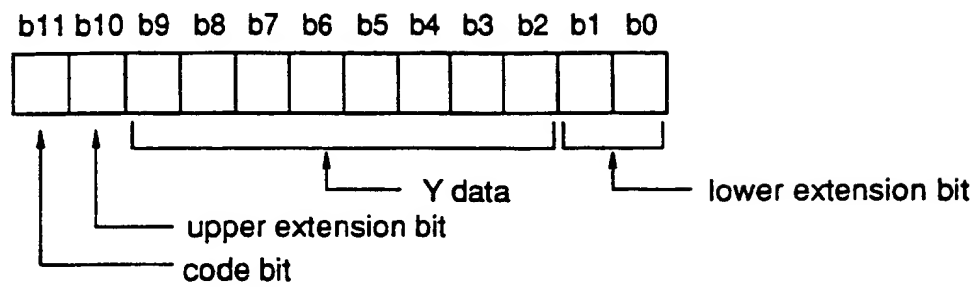 b11 b10 b9 b8 b7 b6 b5 b4 b3 b2 b1 b0
Y data
lower extension bit
upper extension bit
code bit